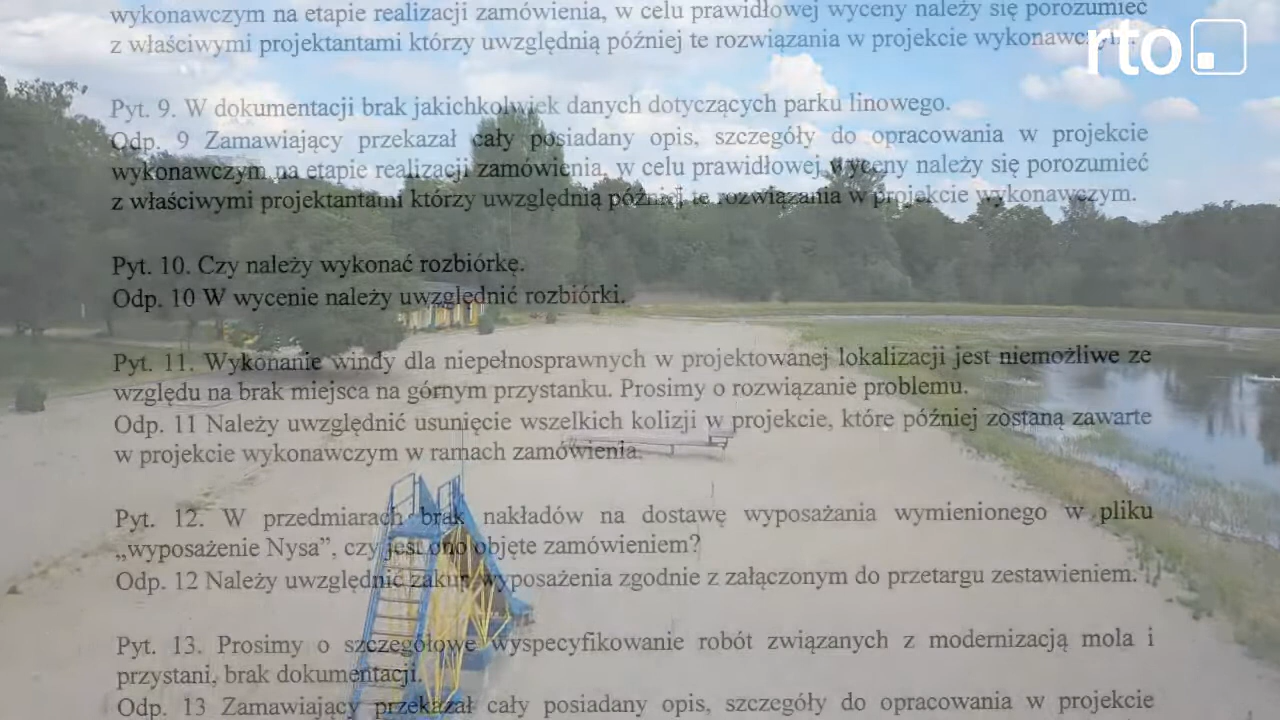 wykonawczym na etapie realizacji zamówienia, w celu prawidłowej wyceny należy się porozumieć
z właściwymi projektantami którzy uwzględnią później te rozwiązania w projekcie wykonawczym.
rto
Pyt. 9. W dokumentacji brak jakichkolwiek danych dotyczących parku linowego.
Odp. 9 Zamawiający przekazał cały posiadany opis, szczegóły do opracowania w projekcie
wykonawczym na etapie realizacji zamówienia, w celu prawidłowej wyceny należy się porozumieć
z właściwymi projektantami którzy uwzględnią później te rozwiązania w projekcie wykonawczym.
Pyt. 10. Czy należy wykonać rozbiórkę.
Odp. 10 W wycenie należy uwzględnić rozbiórki.
Pyt. 11. Wykonanie windy dla niepełnosprawnych w projektowanej lokalizacji jest niemożliwe ze
względu na brak miejsca na górnym przystanku. Prosimy o rozwiązanie problemu.
Odp. 11 Należy uwzględnić usunięcie wszelkich kolizji w projekcie, które później zostaną zawarte
w projekcie wykonawczym w ramach zamówienia.
Pyt. 12. W przedmiarach brak nakładów na dostawę wyposażania wymienionego w pliku
„wyposażenie Nysa”, czy jest ono objęte zamówieniem?
Odp. 12 Należy uwzględnić zakup wyposażenia zgodnie z załączonym do przetargu zestawieniem.
Pyt. 13. Prosimy o szczegółowe wyspecyfikowanie robót związanych z modernizacją mola i
przystani, brak dokumentacji.
Odp. 13 Zamawiający przekazał cały posiadany opis, szczegóły do opracowania w projekcie